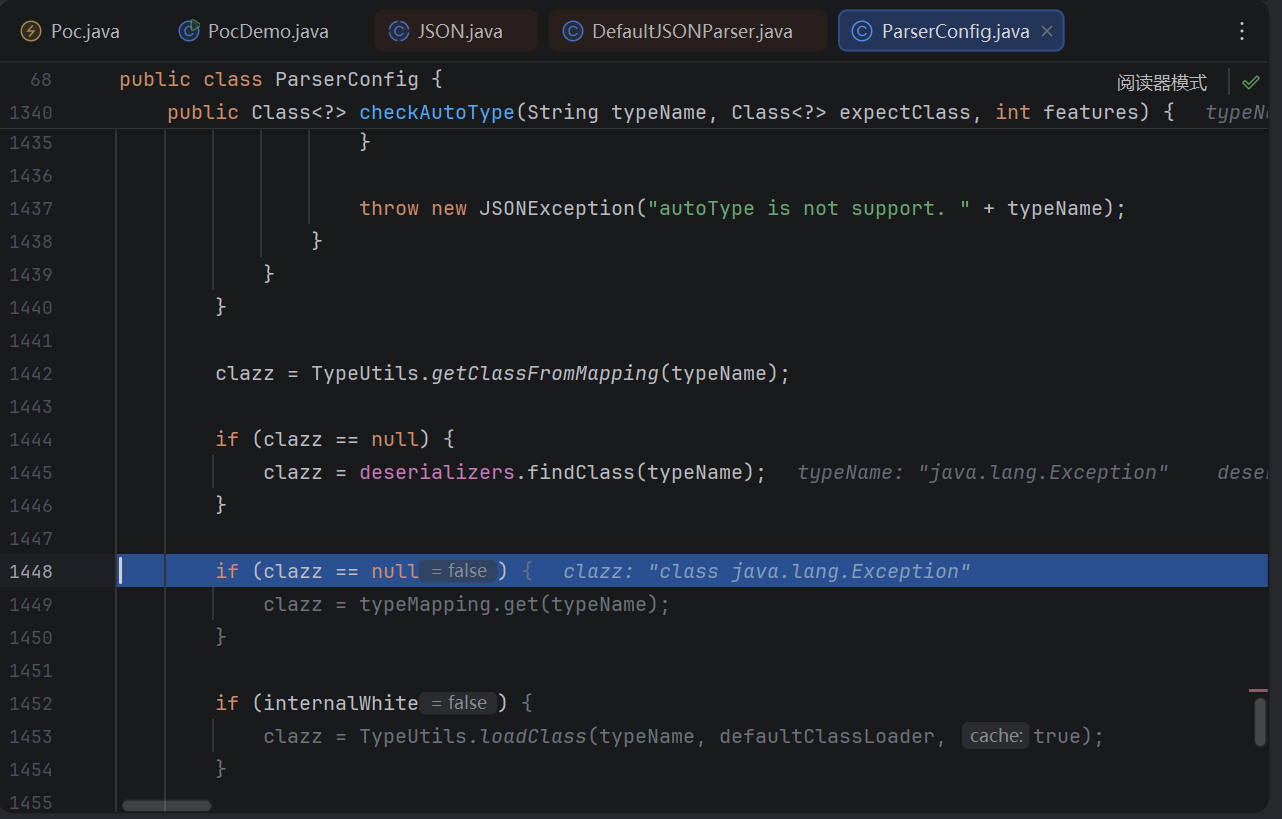 Poc.java PocDemo.java JSON.java DefaultJSONParser.java ParserConfig.java
68 public class ParserConfig { 阅读器模式
1340 public Class<?> checkAutoType(String typeName, Class<?> expectClass, int features) {
1435 }
1436
1437 throw new JSONException("autoType is not support. " + typeName);
1438 }
1439 }
1440 }
1441
1442 clazz = TypeUtils.getClassFromMapping(typeName);
1443
1444 if (clazz == null) {
1445 clazz = deserializers.findClass(typeName); typeName: "java.lang.Exception"
1446 }
1447
1448 if (clazz == null = false ) { clazz: "class java.lang.Exception"
1449 clazz = typeMapping.get(typeName);
1450 }
1451
1452 if (internalWhite = false ) {
1453 clazz = TypeUtils.loadClass(typeName, defaultClassLoader, cache: true);
1454 }
1455